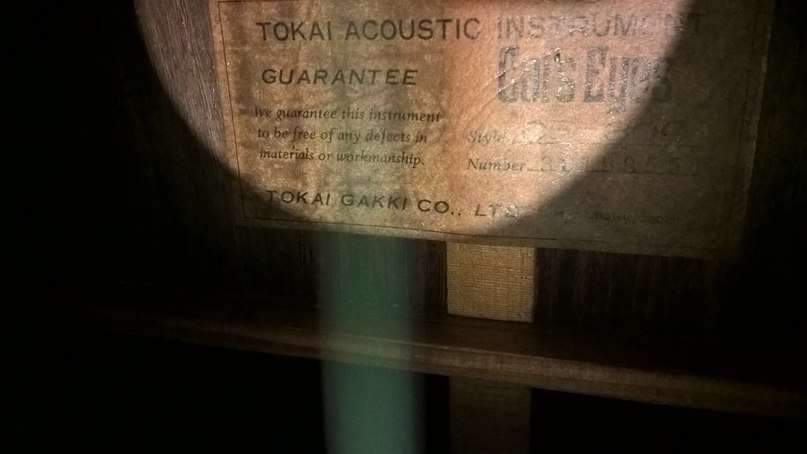 TOKAI ACOUSTIC INSTRUMENT
GUARANTEE
Cat's Eyes
We guarantee this instrument
to be free of any defects in
materials or workmanship.
Style
Number
TOKAI GAKKI CO., LTD